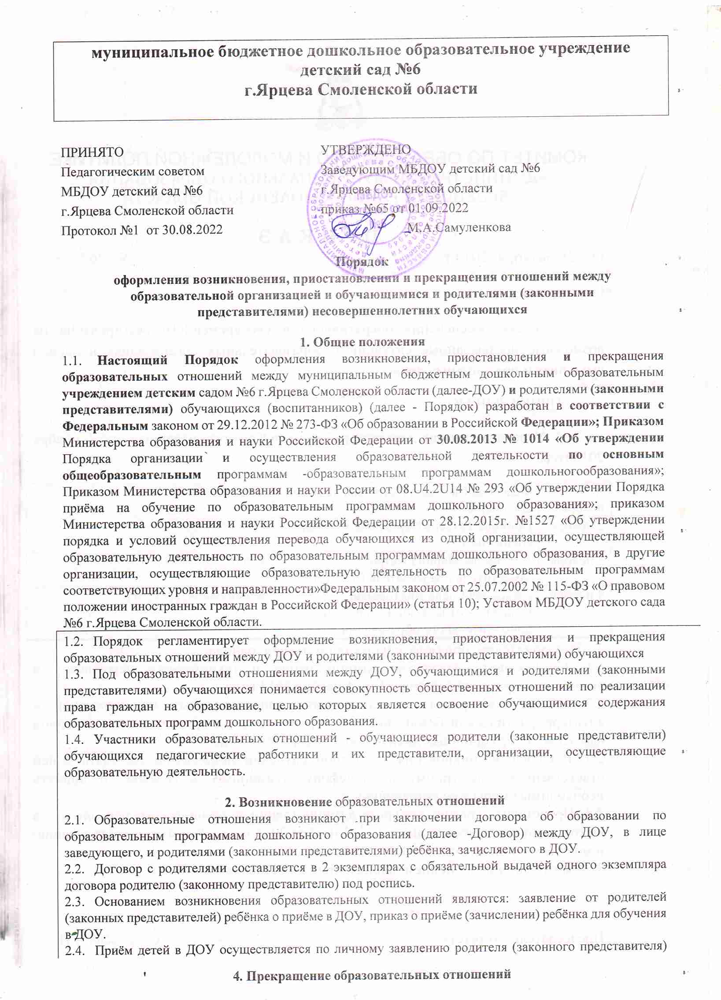 муниципальное бюджетное дошкольное образовательное учреждение
детский сад №6
г.Ярцева Смоленской области
ПРИНЯТО
Педагогическим советом
МБДОУ детский сад №6
г.Ярцева Смоленской области
Протокол №1 от 30.08.2022
УТВЕРЖДЕНО
Заведующим МБДОУ детский сад №6
г.Ярцева Смоленской области
приказ №65 от 01.09.2022
М.А.Самуленкова
Порядок
оформления возникновения, приостановлении и прекращения отношений между
образовательной организацией и обучающимися и родителями (законными
представителями) несовершеннолетних обучающихся
1. Общие положения
1.1. Настоящий Порядок оформления возникновения, приостановления и прекращения
образовательных отношений между муниципальным бюджетным дошкольным образовательным
учреждением детским садом №6 г.Ярцева Смоленской области (далее-ДОУ) и родителями (законными
представителями) обучающихся (воспитанников) (далее - Порядок) разработан в соответствии с
Федеральным законом от 29.12.2012 № 273-ФЗ «Об образовании в Российской Федерации»; Приказом
Министерства образования и науки Российской Федерации от 30.08.2013 № 1014 «Об утверждении
Порядка организации и осуществления образовательной деятельности по основным
общеобразовательным программам -образовательным программам дошкольногообразования»;
Приказом Министерства образования и науки России от 08.U4.2U14 № 293 «Об утверждении Порядка
приёма на обучение по образовательным программам дошкольного образования»; приказом
Министерства образования и науки Российской Федерации от 28.12.2015г. №1527 «Об утверждении
порядка и условий осуществления перевода обучающихся из одной организации, осуществляющей
образовательную деятельность по образовательным программам дошкольного образования, в другие
организации, осуществляющие образовательную деятельность по образовательным программам
соответствующих уровня и направленности»Федеральным законом от 25.07.2002 № 115-ФЗ «О правовом
положении иностранных граждан в Российской Федерации» (статья 10); Уставом МБДОУ детского сада
№6 г.Ярцева Смоленской области.
1.2. Порядок регламентирует оформление возникновения, приостановления и прекращения
образовательных отношений между ДОУ и родителями (законными представителями) обучающихся
1.3. Под образовательными отношениями между ДОУ, обучающимися и родителями (законными
представителями) обучающихся понимается совокупность общественных отношений по реализации
права граждан на образование, целью которых является освоение обучающимися содержания
образовательных программ дошкольного образования.
1.4. Участники образовательных отношений - обучающиеся родители (законные представители)
обучающихся педагогические работники и их представители, организации, осуществляющие
образовательную деятельность.
2. Возникновение образовательных отношений
2.1. Образовательные отношения возникают при заключении договора об образовании по
образовательным программам дошкольного образования (далее -Договор) между ДОУ, в лице
заведующего, и родителями (законными представителями) ребёнка, зачисляемого в ДОУ.
2.2. Договор с родителями составляется в 2 экземплярах с обязательной выдачей одного экземпляра
договора родителю (законному представителю) под роспись.
2.3. Основанием возникновения образовательных отношений являются: заявление от родителей
(законных представителей) ребёнка о приёме в ДОУ, приказ о приёме (зачислении) ребёнка для обучения
в ДОУ.
2.4. Приём детей в ДОУ осуществляется по личному заявлению родителя (законного представителя)
4. Прекращение образовательных отношений